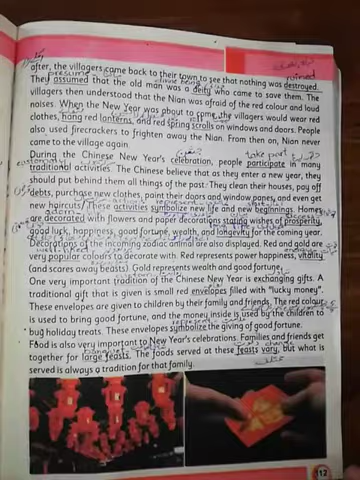 after, the villagers came back to their town to see that nothing was destroyed.
They assumed that the old man was a deity who came to save them. The
villagers then understood that the Nian was afraid of the red colour and loud
noises. When the New Year was about to come, the villagers would wear red
clothes, hang red lanterns, and red spring scrolls on windows and doors. People
also used firecrackers to frighten away the Nian. From then on, Nian never
came to the village again.
During the Chinese New Year's celebration, people participate in many
traditional activities. The Chinese believe that as they enter a new year, they
should put behind them all things of the past. They clean their houses, pay off
debts, purchase new clothes, paint their doors and window panes, and even get
new haircuts. These activities symbolize new life and new beginnings. Homes
are decorated with flowers and paper decorations tasing wishes of prosperity,
good luck, happiness, good fortune, wealth, and longevity for the coming year.
Decorations of the incoming zodiac animal are also displayed. Red and gold are
very popular colours to decorate with. Red represents power, happiness, vitality
(and scares away beasts). Gold represents wealth and good fortune.
One very important tradition of the Chinese New Year is exchanging gifts. A
traditional gift that is given is small red envelopes filled with "lucky money".
These envelopes are given to children by their family and friends. The red colour
is used to bring good fortune, and the money inside is used by the children to
buy holiday treats. These envelopes symbolize the giving of good fortune.
Food is also very important to New Year's celebrations. Families and friends get
together for large feasts. The foods served at these feasts vary, but what is
served is always a tradition for that family.
presume
divine being
ruined
take part
customary
represent
adorn
long life
12